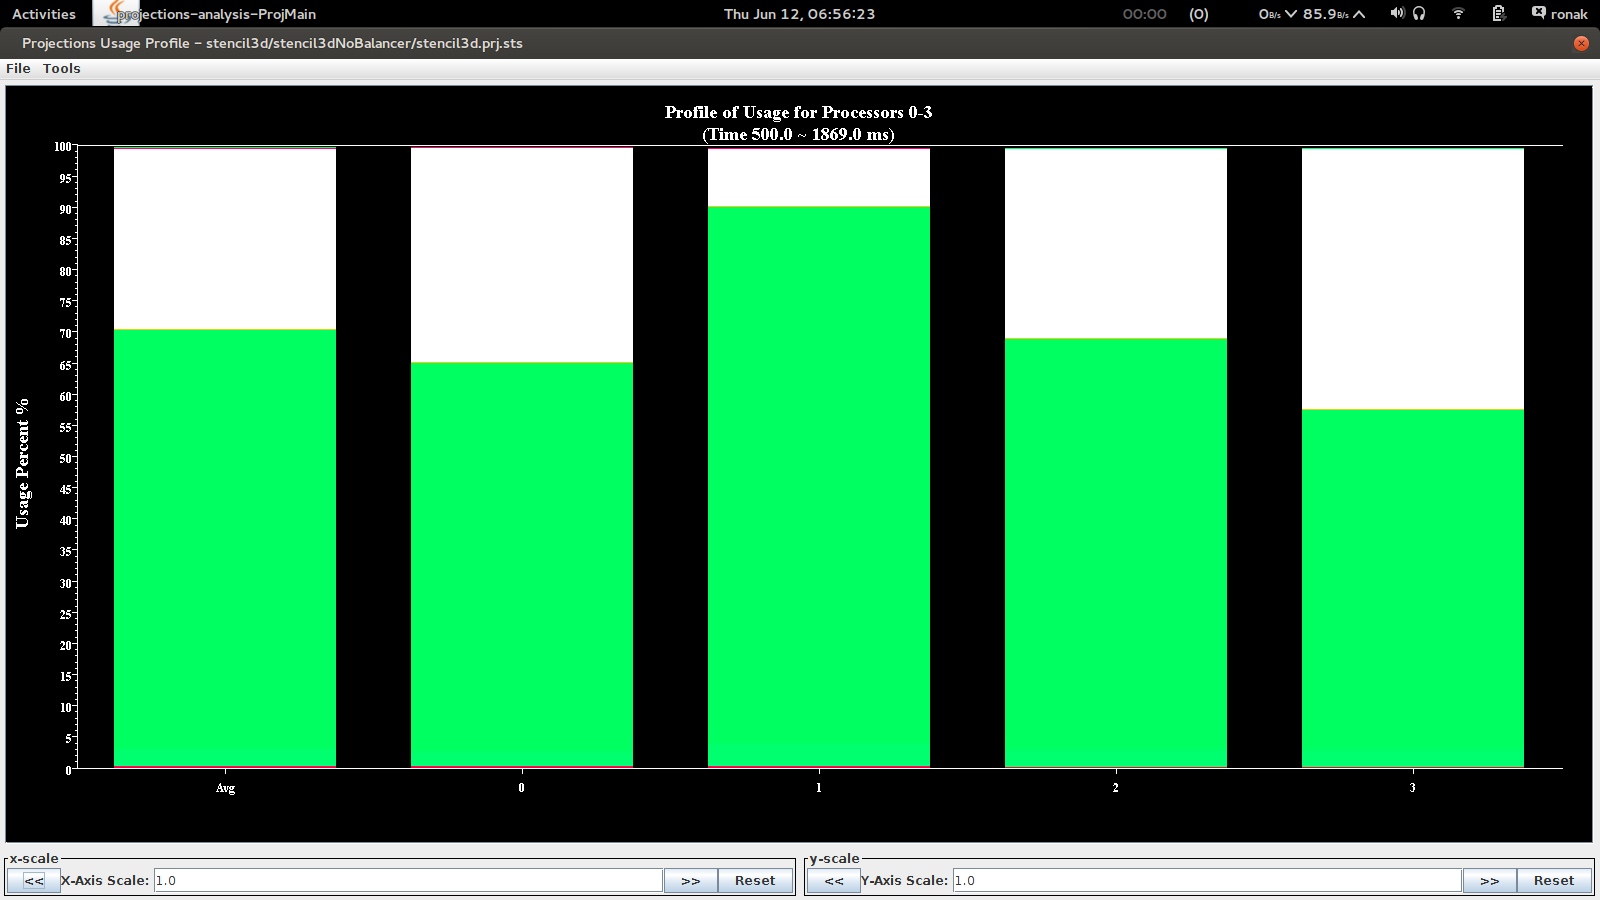 Activities projections-analysis-ProjMain Thu Jun 12, 06:56:23 00:00 (0) 0B/s 85.9B/s ronak
Projections Usage Profile – stencil3d/stencil3dNoBalancer/stencil3d.prj.sts
File Tools
Profile of Usage for Processors 0-3
(Time 500.0 ~ 1869.0 ms)
Usage Percent %
100
95
90
85
80
75
70
65
60
55
50
45
40
35
30
25
20
15
10
5
0
Avg 0 1 2 3
x-scale y-scale
<< X-Axis Scale: 1.0 >> Reset << Y-Axis Scale: 1.0 >> Reset